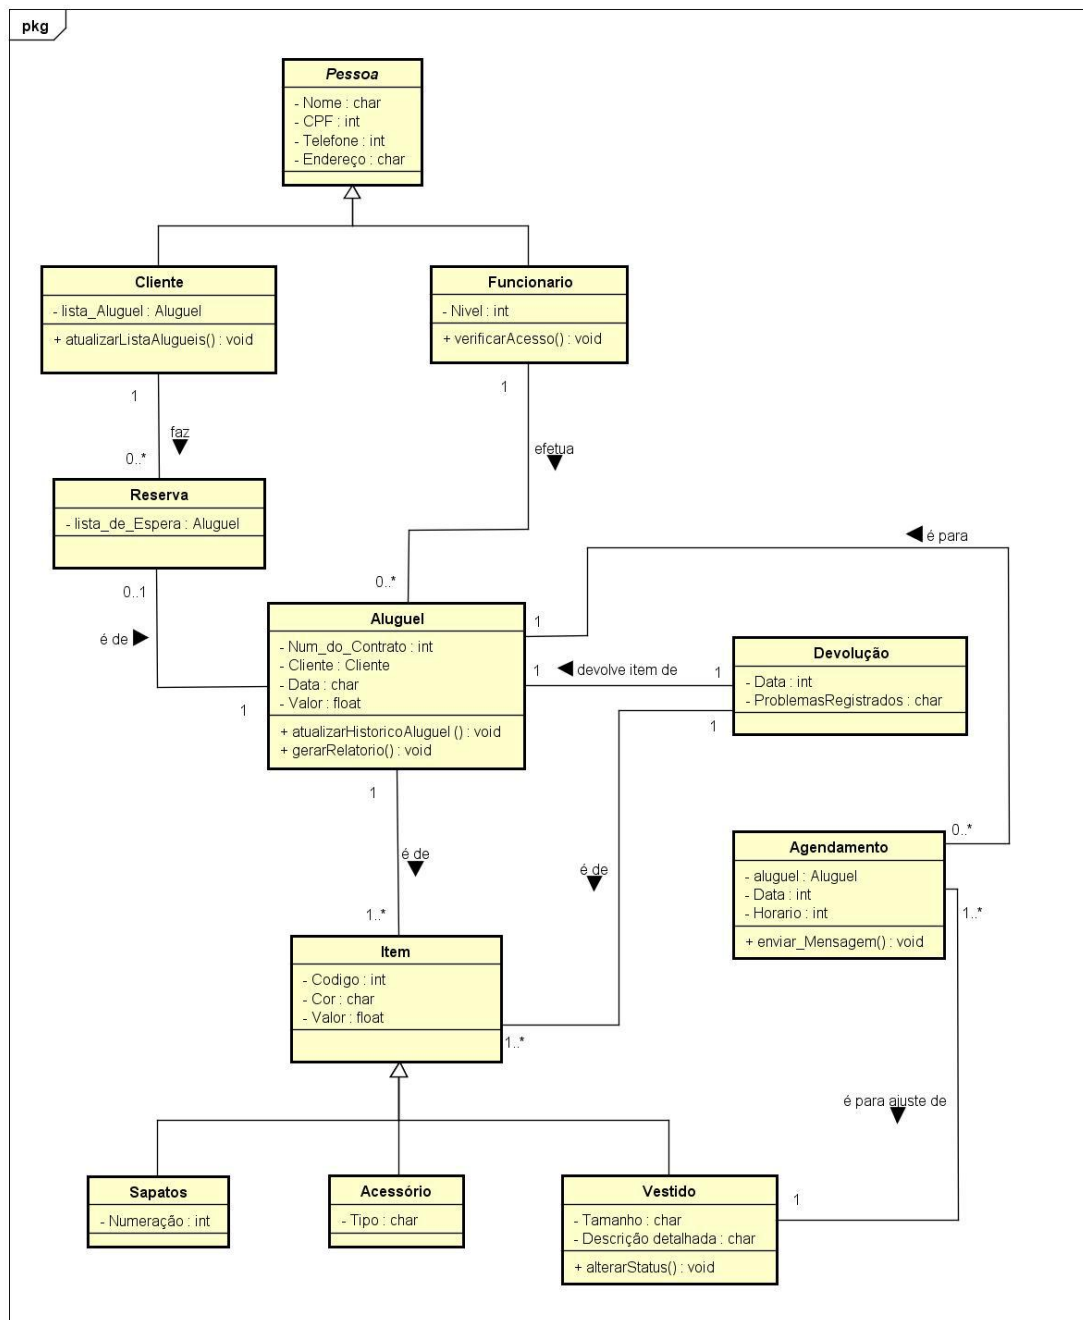 pkg
Pessoa
- Nome : char
- CPF : int
- Telefone : int
- Endereço : char
Cliente
- lista_Aluguel : Aluguel
+ atualizarListaAlugueis() : void
Funcionario
- Nivel : int
+ verificarAcesso() : void
1
1
faz
efetua
0..*
Reserva
- lista_de_Espera : Aluguel
é para
0..*
0..1
é de
Aluguel
- Num_do_Contrato : int
- Cliente : Cliente
- Data : char
- Valor : float
+ atualizarHistoricoAluguel () : void
+ gerarRelatorio() : void
1
1
1
devolve item de
1
Devolução
- Data : int
- ProblemasRegistrados : char
1
1
é de
é de
0..*
Agendamento
- aluguel : Aluguel
- Data : int
- Horario : int
+ enviar_Mensagem() : void
1..*
1..*
Item
- Codigo : int
- Cor : char
- Valor : float
1..*
é para ajuste de
Sapatos
- Numeração : int
Acessório
- Tipo : char
Vestido
- Tamanho : char
- Descrição detalhada : char
+ alterarStatus() : void
1